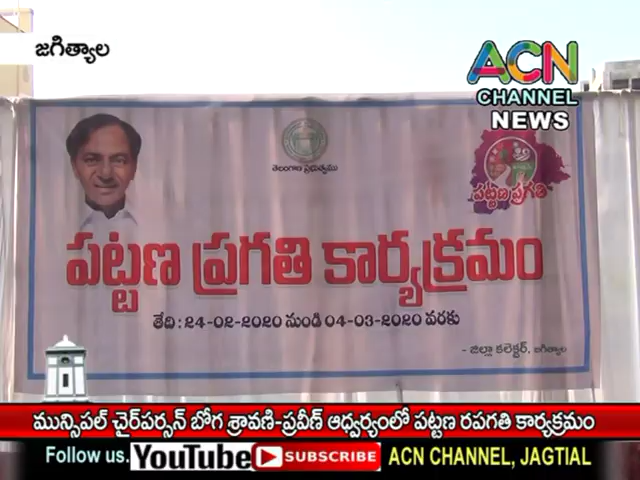 జగిత్యాల
ACN
CHANNEL
NEWS
తెలంగాణ ప్రభుత్వము
పట్టణ ప్రగతి
పట్టణ ప్రగతి కార్యక్రమం
తేది : 24-02-2020 నుండి 04-03-2020 వరకు
- జిల్లా కలెక్టర్, జగిత్యాల
మున్సిపల్ చైర్‌పర్సన్ బోగ శ్రావణి-ప్రవీణ్ ఆధ్వర్యంలో పట్టణ రపగతి కార్యక్రమం
Follow us. YouTube SUBSCRIBE ACN CHANNEL, JAGTIAL